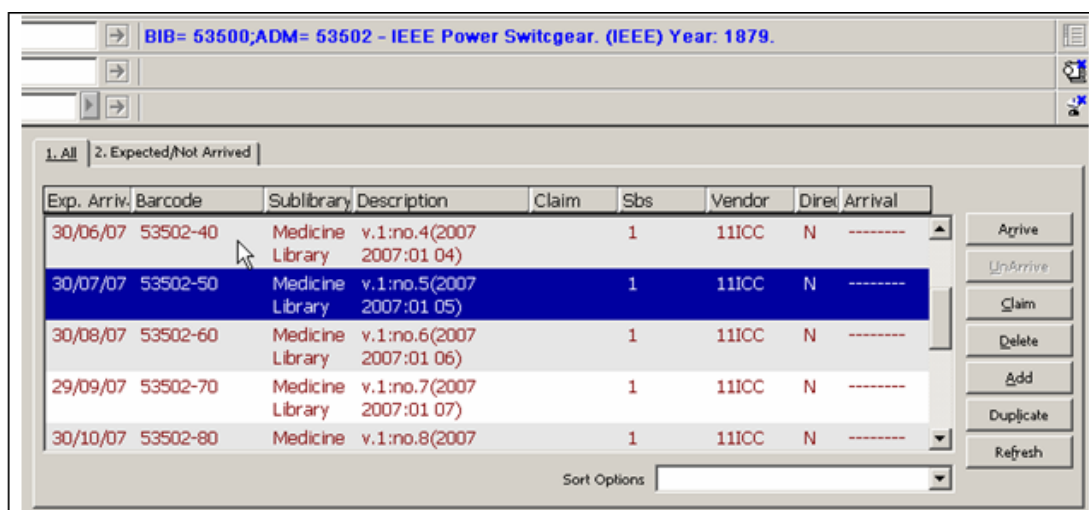 BIB= 53500;ADM= 53502 - IEEE Power Switcgear. (IEEE) Year: 1879.
1. All 2. Expected/Not Arrived
Exp. Arriv. Barcode Sublibrary Description Claim Sbs Vendor Direc Arrival
30/06/07 53502-40 Medicine v.1:no.4(2007 1 11ICC N --------
Library 2007:01 04)
30/07/07 53502-50 Medicine v.1:no.5(2007 1 11ICC N --------
Library 2007:01 05)
30/08/07 53502-60 Medicine v.1:no.6(2007 1 11ICC N --------
Library 2007:01 06)
29/09/07 53502-70 Medicine v.1:no.7(2007 1 11ICC N --------
Library 2007:01 07)
30/10/07 53502-80 Medicine v.1:no.8(2007 1 11ICC N --------
Arrive
UnArrive
Claim
Delete
Add
Duplicate
Refresh
Sort Options